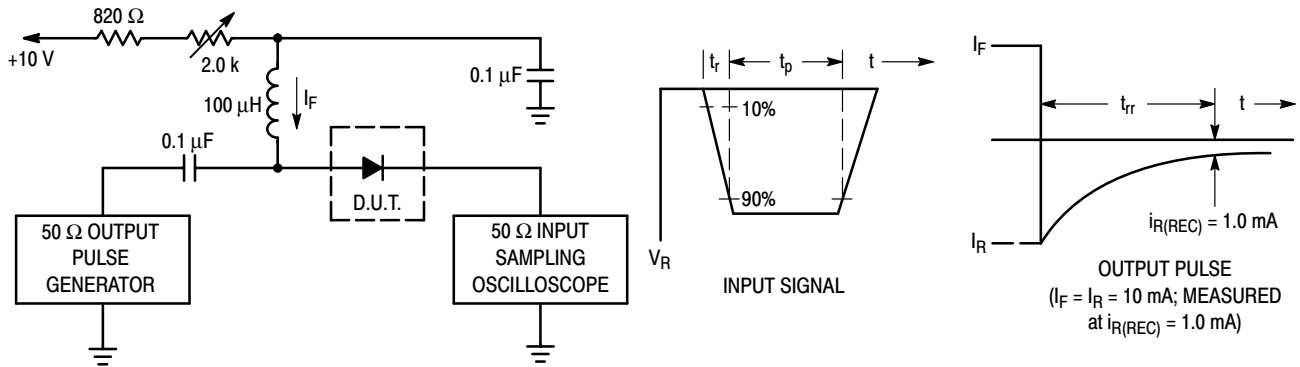 820 Ω
+10 V
2.0 k
100 μH
I_F
0.1 μF
0.1 μF
D.U.T.
50 Ω OUTPUT
PULSE
GENERATOR
50 Ω INPUT
SAMPLING
OSCILLOSCOPE
t_r
t_p
t
10%
90%
V_R
INPUT SIGNAL
I_F
t_rr
t
I_R
i_R(REC) = 1.0 mA
OUTPUT PULSE
(I_F = I_R = 10 mA; MEASURED
at i_R(REC) = 1.0 mA)